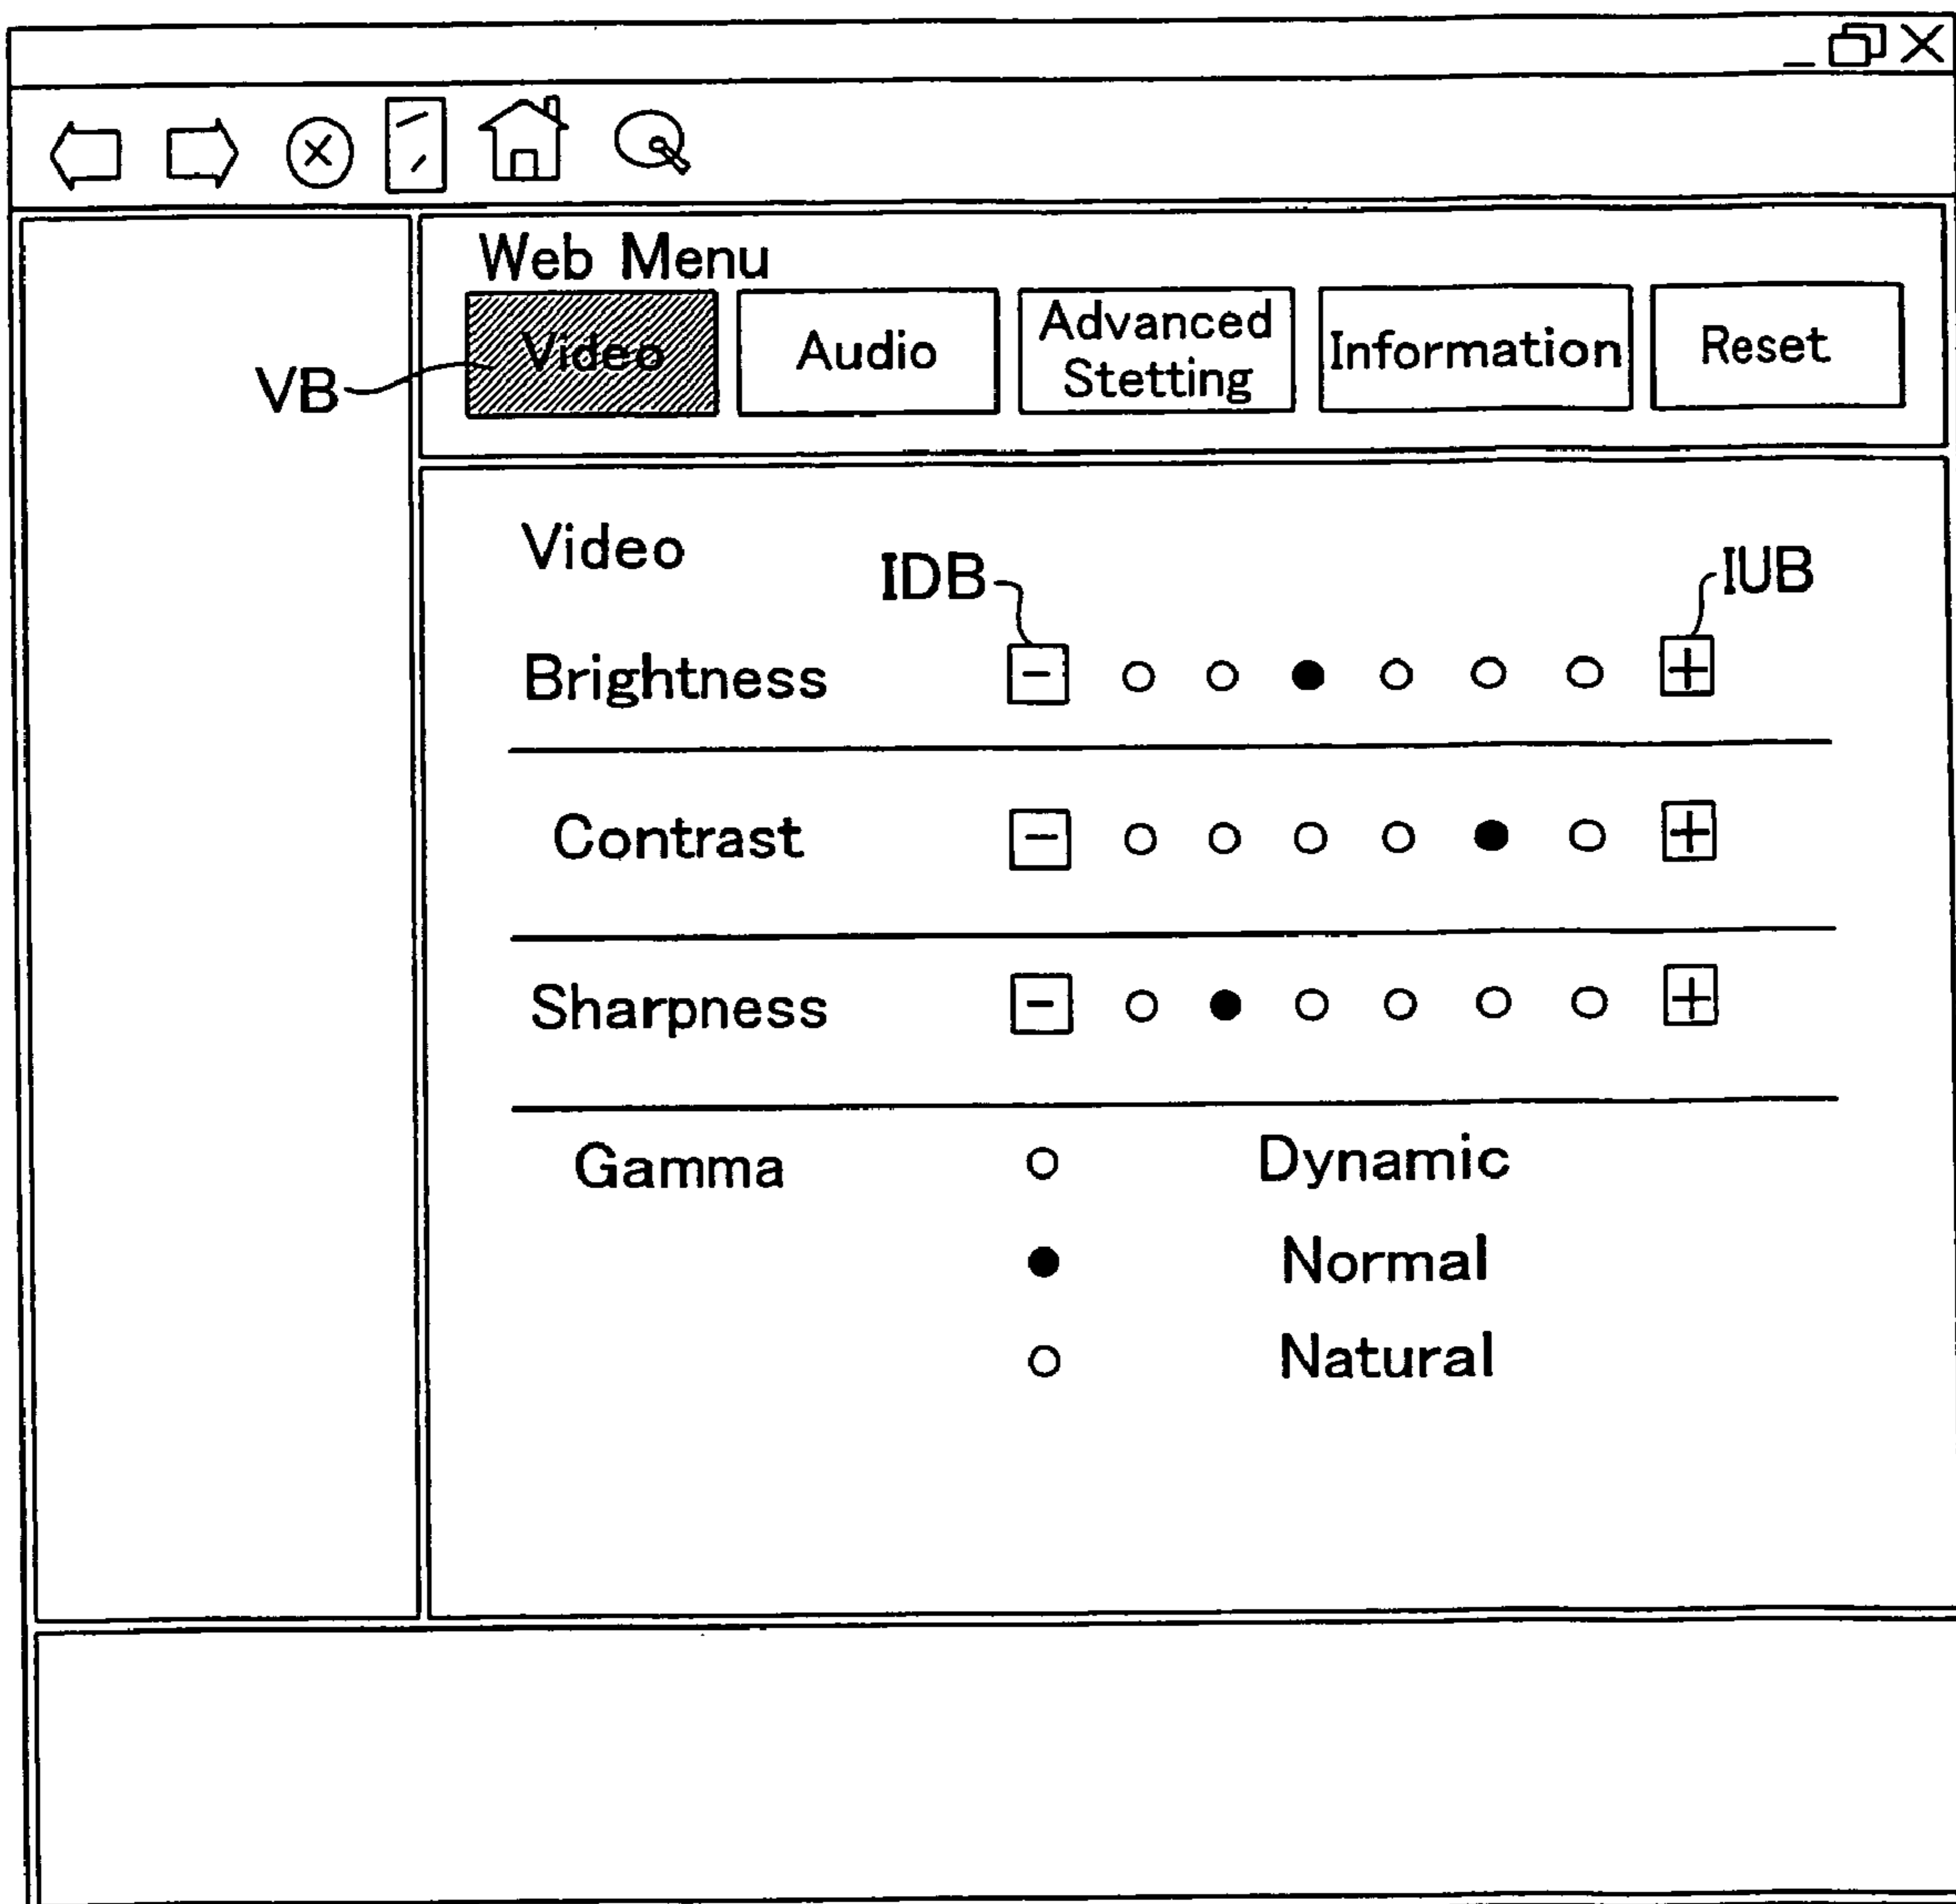 Web Menu
Video
Audio
Advanced
Stetting
Information
Reset
VB
Video
IDB
IUB
Brightness
- +
Contrast
- +
Sharpness
- +
Gamma
Dynamic
Normal
Natural